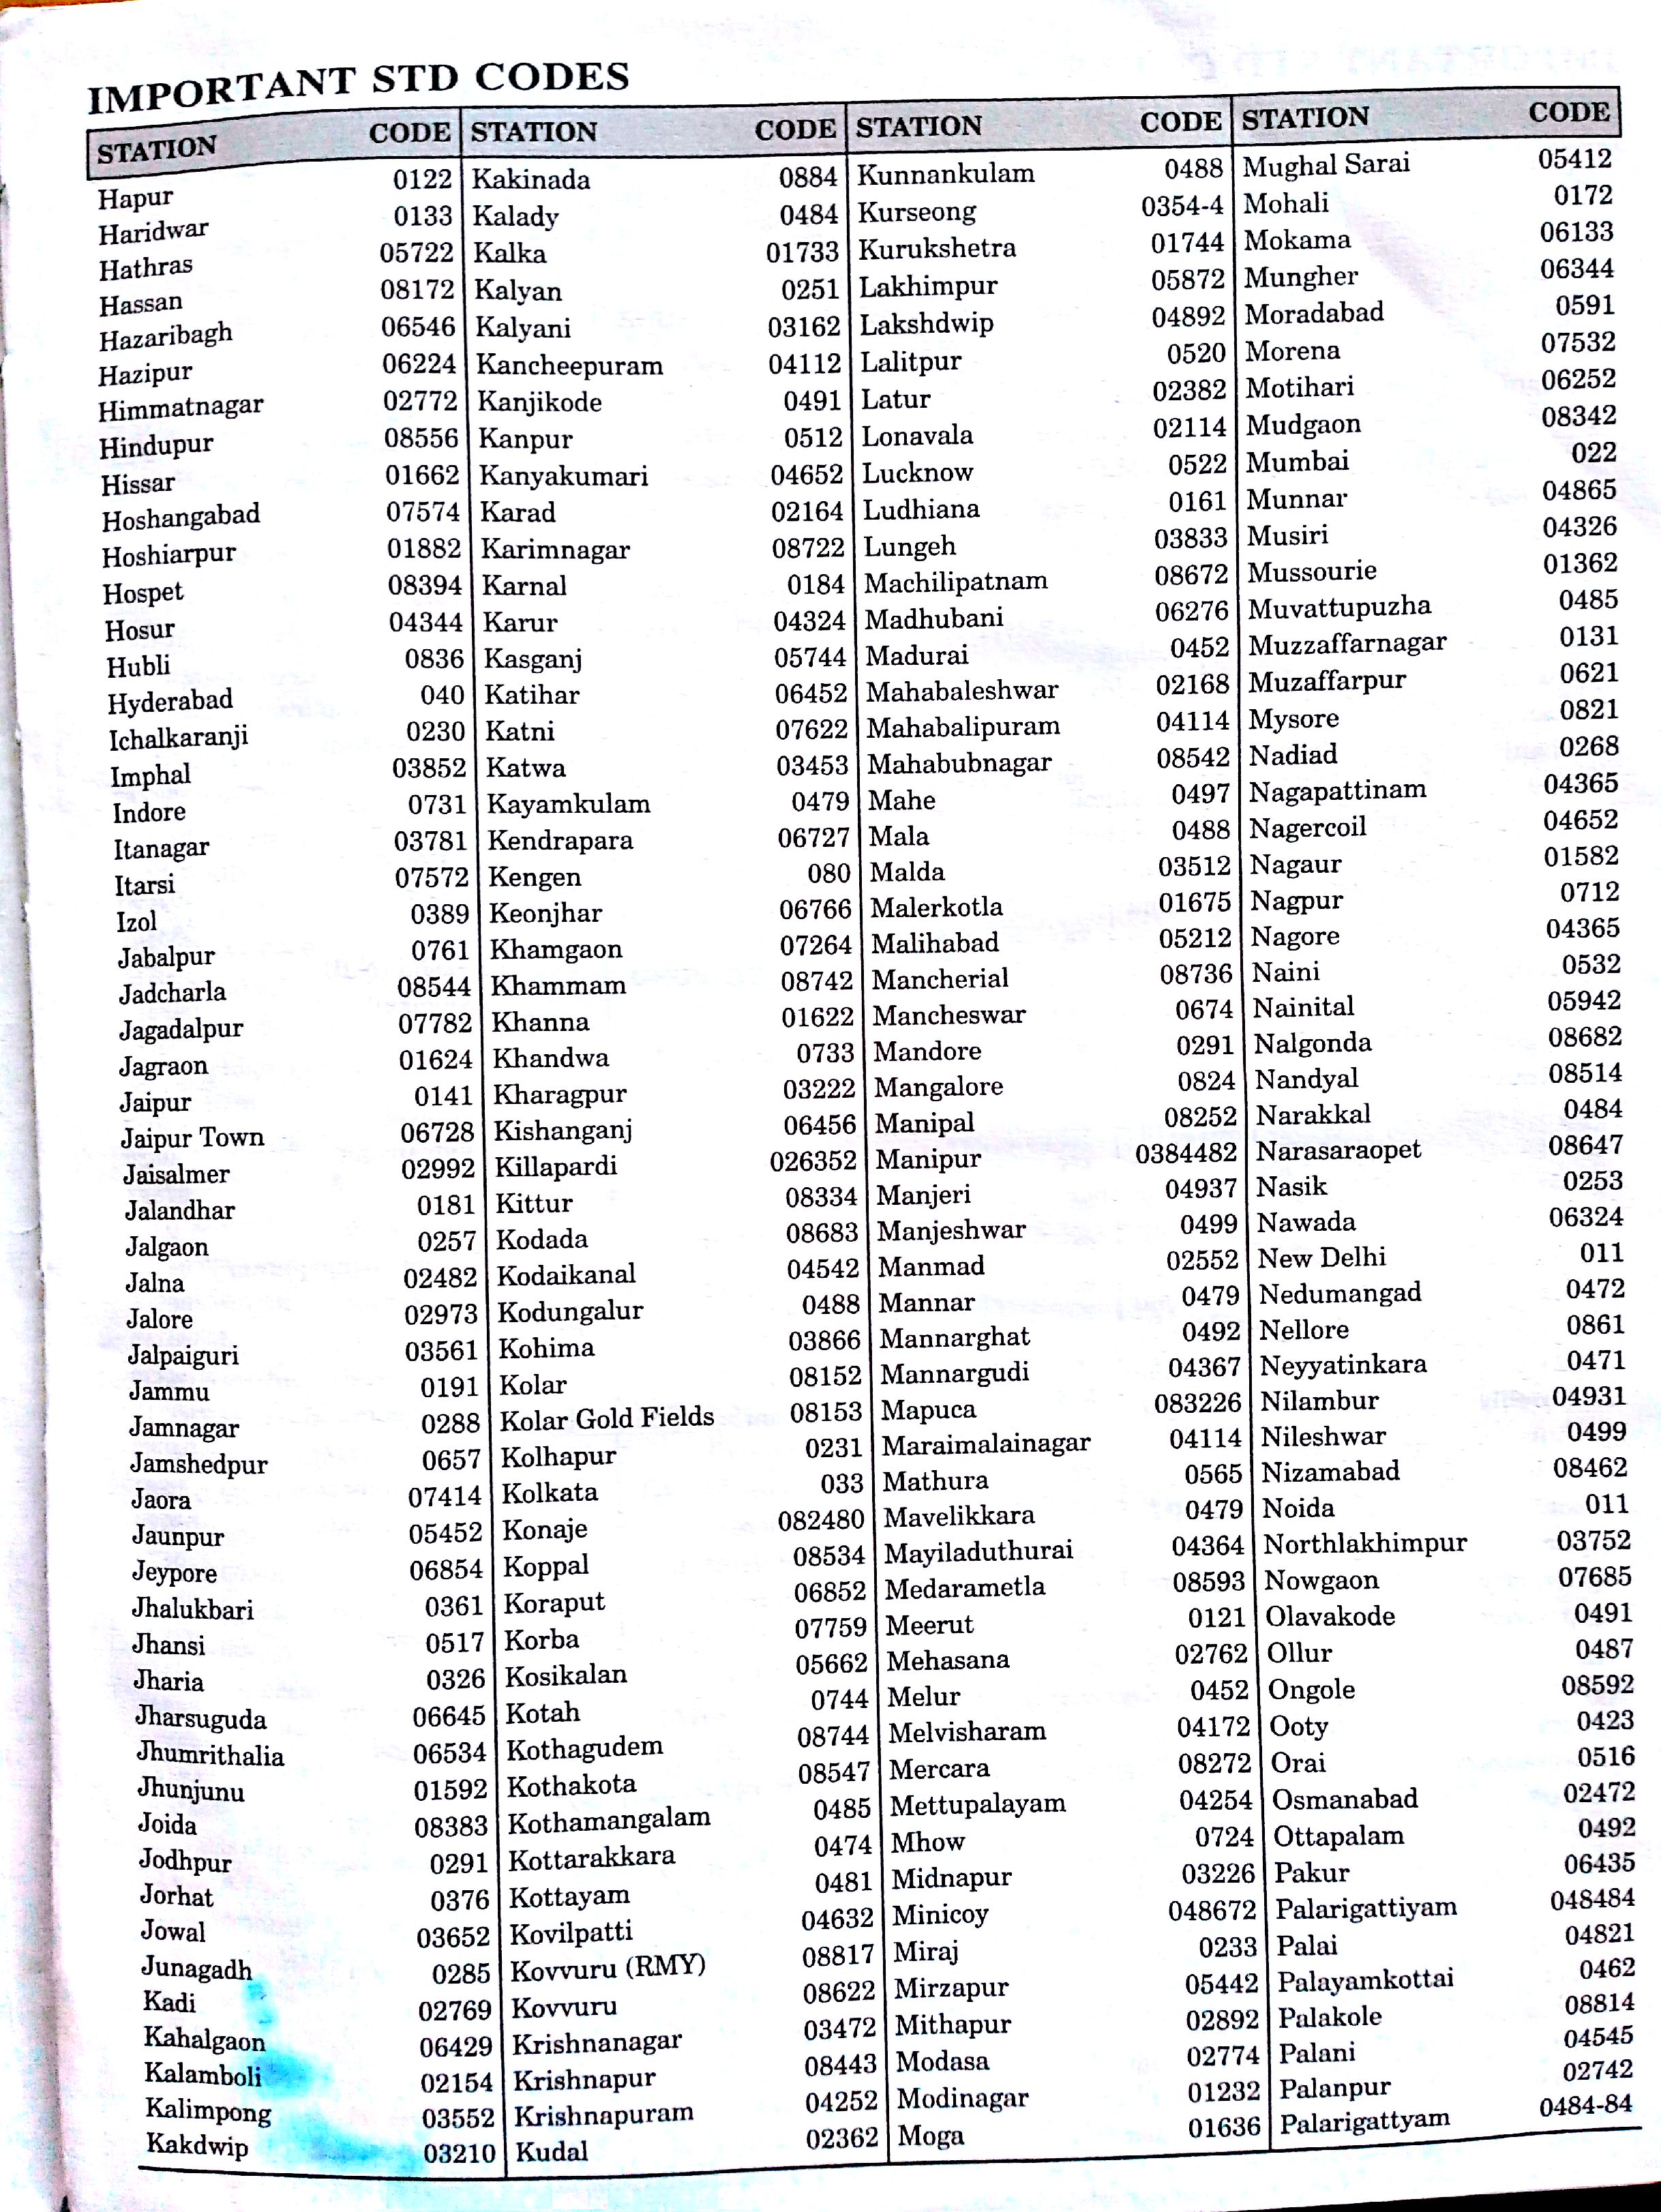 IMPORTANT STD CODES
STATION CODE STATION CODE STATION CODE STATION CODE
Hapur 0122 Kakinada 0884 Kunnankulam 0488 Mughal Sarai 05412
Haridwar 0133 Kalady 0484 Kurseong 0354-4 Mohali 0172
Hathras 05722 Kalka 01733 Kurukshetra 01744 Mokama 06133
Hassan 08172 Kalyan 0251 Lakhimpur 05872 Mungher 06344
Hazaribagh 06546 Kalyani 03162 Lakshdwip 04892 Moradabad 0591
Hazipur 06224 Kancheepuram 04112 Lalitpur 0520 Morena 07532
Himmatnagar 02772 Kanjikode 0491 Latur 02382 Motihari 06252
Hindupur 08556 Kanpur 0512 Lonavala 02114 Mudgaon 08342
Hissar 01662 Kanyakumari 04652 Lucknow 0522 Mumbai 022
Hoshangabad 07574 Karad 02164 Ludhiana 0161 Munnar 04865
Hoshiarpur 01882 Karimnagar 08722 Lungeh 03833 Musiri 04326
Hospet 08394 Karnal 0184 Machilipatnam 08672 Mussourie 01362
Hosur 04344 Karur 04324 Madhubani 06276 Muvattupuzha 0485
Hubli 0836 Kasganj 05744 Madurai 0452 Muzzaffarnagar 0131
Hyderabad 040 Katihar 06452 Mahabaleshwar 02168 Muzaffarpur 0621
Ichalkaranji 0230 Katni 07622 Mahabalipuram 04114 Mysore 0821
Imphal 03852 Katwa 03453 Mahabubnagar 08542 Nadiad 0268
Indore 0731 Kayamkulam 0479 Mahe 0497 Nagapattinam 04365
Itanagar 03781 Kendrapara 06727 Mala 0488 Nagercoil 04652
Itarsi 07572 Kengen 080 Malda 03512 Nagaur 01582
Izol 0389 Keonjhar 06766 Malerkotla 01675 Nagpur 0712
Jabalpur 0761 Khamgaon 07264 Malihabad 05212 Nagore 04365
Jadcharla 08544 Khammam 08742 Mancherial 08736 Naini 0532
Jagadalpur 07782 Khanna 01622 Mancheswar 0674 Nainital 05942
Jagraon 01624 Khandwa 0733 Mandore 0291 Nalgonda 08682
Jaipur 0141 Kharagpur 03222 Mangalore 0824 Nandyal 08514
Jaipur Town 06728 Kishanganj 06456 Manipal 08252 Narakkal 0484
Jaisalmer 02992 Killapardi 026352 Manipur 0384482 Narasaraopet 08647
Jalandhar 0181 Kittur 08334 Manjeri 04937 Nasik 0253
Jalgaon 0257 Kodada 08683 Manjeshwar 0499 Nawada 06324
Jalna 02482 Kodaikanal 04542 Manmad 02552 New Delhi 011
Jalore 02973 Kodungalur 0488 Mannar 0479 Nedumangad 0472
Jalpaiguri 03561 Kohima 03866 Mannarghat 0492 Nellore 0861
Jammu 0191 Kolar 08152 Mannargudi 04367 Neyyatinkara 0471
Jamnagar 0288 Kolar Gold Fields 08153 Mapuca 083226 Nilambur 04931
Jamshedpur 0657 Kolhapur 0231 Maraimalainagar 04114 Nileshwar 0499
Jaora 07414 Kolkata 033 Mathura 0565 Nizamabad 08462
Jaunpur 05452 Konaje 082480 Mavelikkara 0479 Noida 011
Jeypore 06854 Koppal 08534 Mayiladuthurai 04364 Northlakhimpur 03752
Jhalukbari 0361 Koraput 06852 Medarametla 08593 Nowgaon 07685
Jhansi 0517 Korba 07759 Meerut 0121 Olavakode 0491
Jharia 0326 Kosikalan 05662 Mehasana 02762 Ollur 0487
Jharsuguda 06645 Kotah 0744 Melur 0452 Ongole 08592
Jhumrithalia 06534 Kothagudem 08744 Melvisharam 04172 Ooty 0423
Jhunjunu 01592 Kothakota 08547 Mercara 08272 Orai 0516
Joida 08383 Kothamangalam 0485 Mettupalayam 04254 Osmanabad 02472
Jodhpur 0291 Kottarakkara 0474 Mhow 0724 Ottapalam 0492
Jorhat 0376 Kottayam 0481 Midnapur 03226 Pakur 06435
Jowal 03652 Kovilpatti 04632 Minicoy 048672 Palarigattiyam 048484
Junagadh 0285 Kovvuru (RMY) 08817 Miraj 0233 Palai 04821
Kadi 02769 Kovvuru 08622 Mirzapur 05442 Palayamkottai 0462
Kahalgaon 06429 Krishnanagar 03472 Mithapur 02892 Palakole 08814
Kalamboli 02154 Krishnapur 08443 Modasa 02774 Palani 04545
Kalimpong 03552 Krishnapuram 04252 Modinagar 01232 Palanpur 02742
Kakdwip 03210 Kudal 02362 Moga 01636 Palarigattyam 0484-84